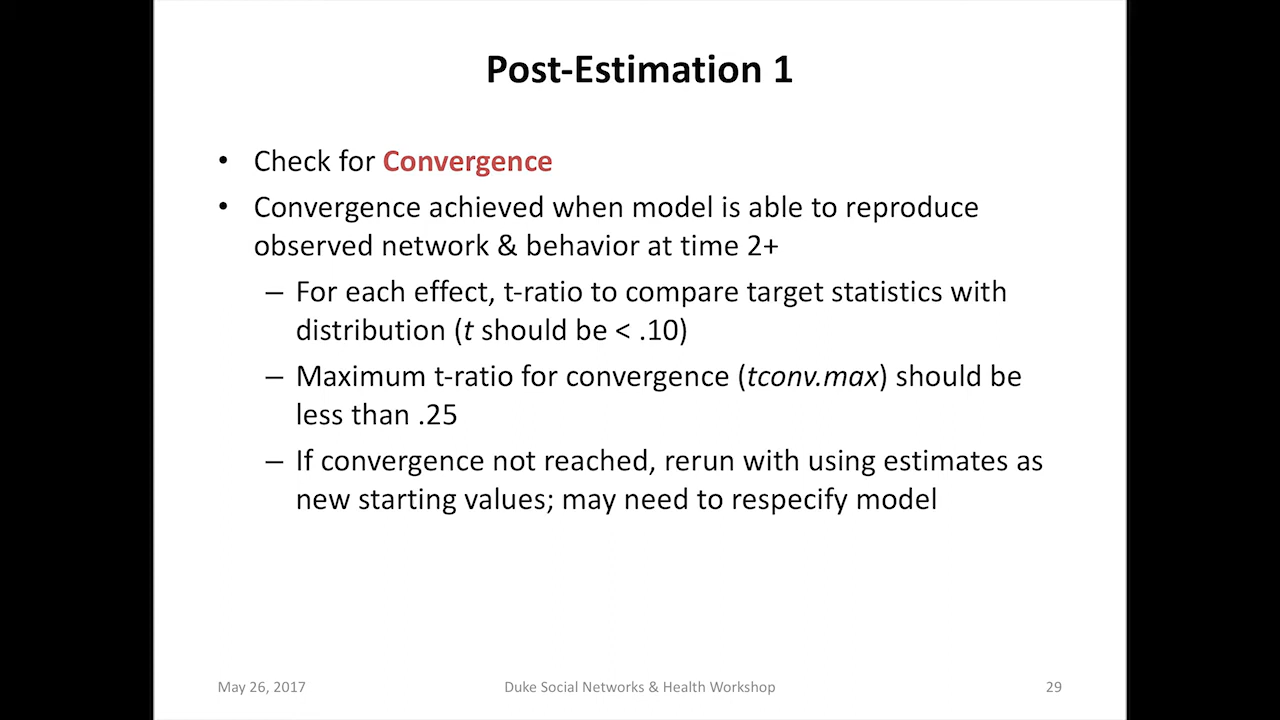 Post-Estimation 1
• Check for Convergence
• Convergence achieved when model is able to reproduce
observed network & behavior at time 2+
– For each effect, t-ratio to compare target statistics with
distribution (t should be < .10)
– Maximum t-ratio for convergence (tconv.max) should be
less than .25
– If convergence not reached, rerun with using estimates as
new starting values; may need to respecify model
May 26, 2017
Duke Social Networks & Health Workshop
29